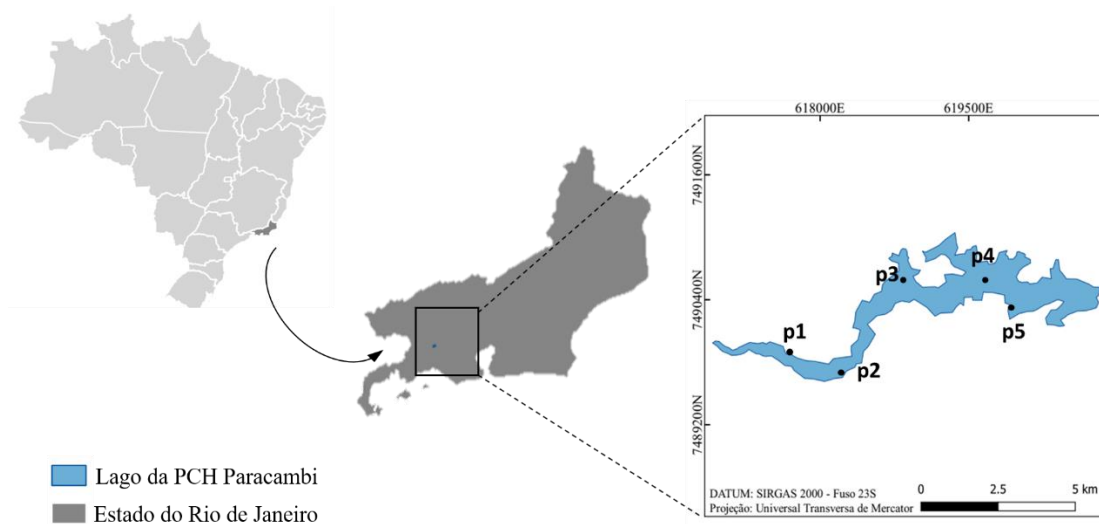 618000E
619500E
7491600N
7490400N
7489200N
p1
p2
p3
p4
p5
Lago da PCH Paracambi
Estado do Rio de Janeiro
DATUM: SIRGAS 2000 - Fuso 23S
Projeção: Universal Transversa de Mercator
0 2.5 5 km